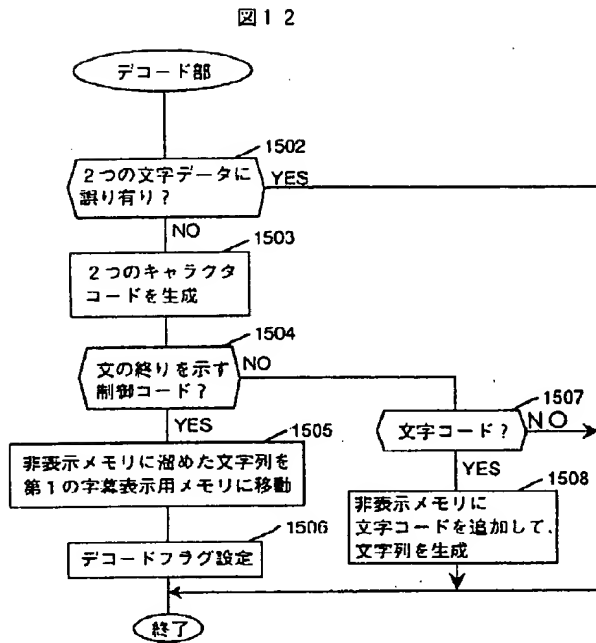 図12
デコード部
1502
2つの文字データに
誤り有り？
YES
NO
1503
2つのキャラクタ
コードを生成
1504
文の終りを示す
制御コード？
NO
YES
1507
文字コード？
NO
YES
1505
非表示メモリに溜めた文字列を
第1の字幕表示用メモリに移動
1508
非表示メモリに
文字コードを追加して、
文字列を生成
1506
デコードフラグ設定
終了